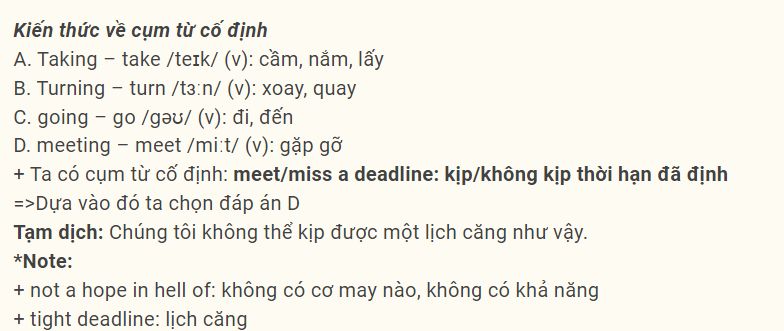 Kiến thức về cụm từ cố định
A. Taking – take /teɪk/ (v): cầm, nắm, lấy
B. Turning – turn /tɜːn/ (v): xoay, quay
C. going – go /gəʊ/ (v): đi, đến
D. meeting – meet /miːt/ (v): gặp gỡ
+ Ta có cụm từ cố định: meet/miss a deadline: kịp/không kịp thời hạn đã định
=>Dựa vào đó ta chọn đáp án D
Tạm dịch: Chúng tôi không thể kịp được một lịch căng như vậy.
*Note:
+ not a hope in hell of: không có cơ may nào, không có khả năng
+ tight deadline: lịch căng